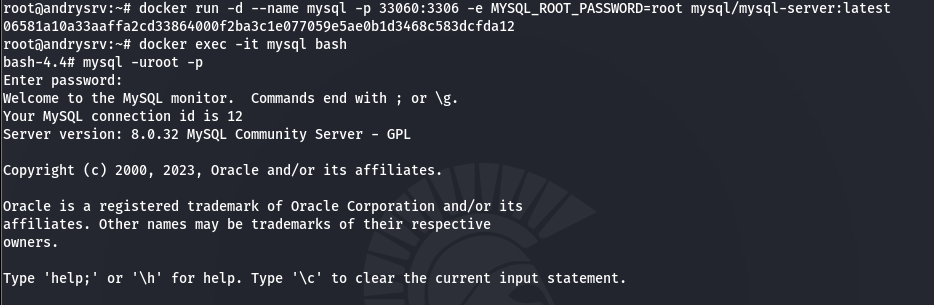 root@andrysrv:~# docker run -d --name mysql -p 33060:3306 -e MYSQL_ROOT_PASSWORD=root mysql/mysql-server:latest
06581a10a33aaffa2cd33864000f2ba3c1e077059e5ae0b1d3468c583dcfda12
root@andrysrv:~# docker exec -it mysql bash
bash-4.4# mysql -uroot -p
Enter password:
Welcome to the MySQL monitor.  Commands end with ; or \g.
Your MySQL connection id is 12
Server version: 8.0.32 MySQL Community Server - GPL

Copyright (c) 2000, 2023, Oracle and/or its affiliates.

Oracle is a registered trademark of Oracle Corporation and/or its
affiliates. Other names may be trademarks of their respective
owners.

Type 'help;' or '\h' for help. Type '\c' to clear the current input statement.